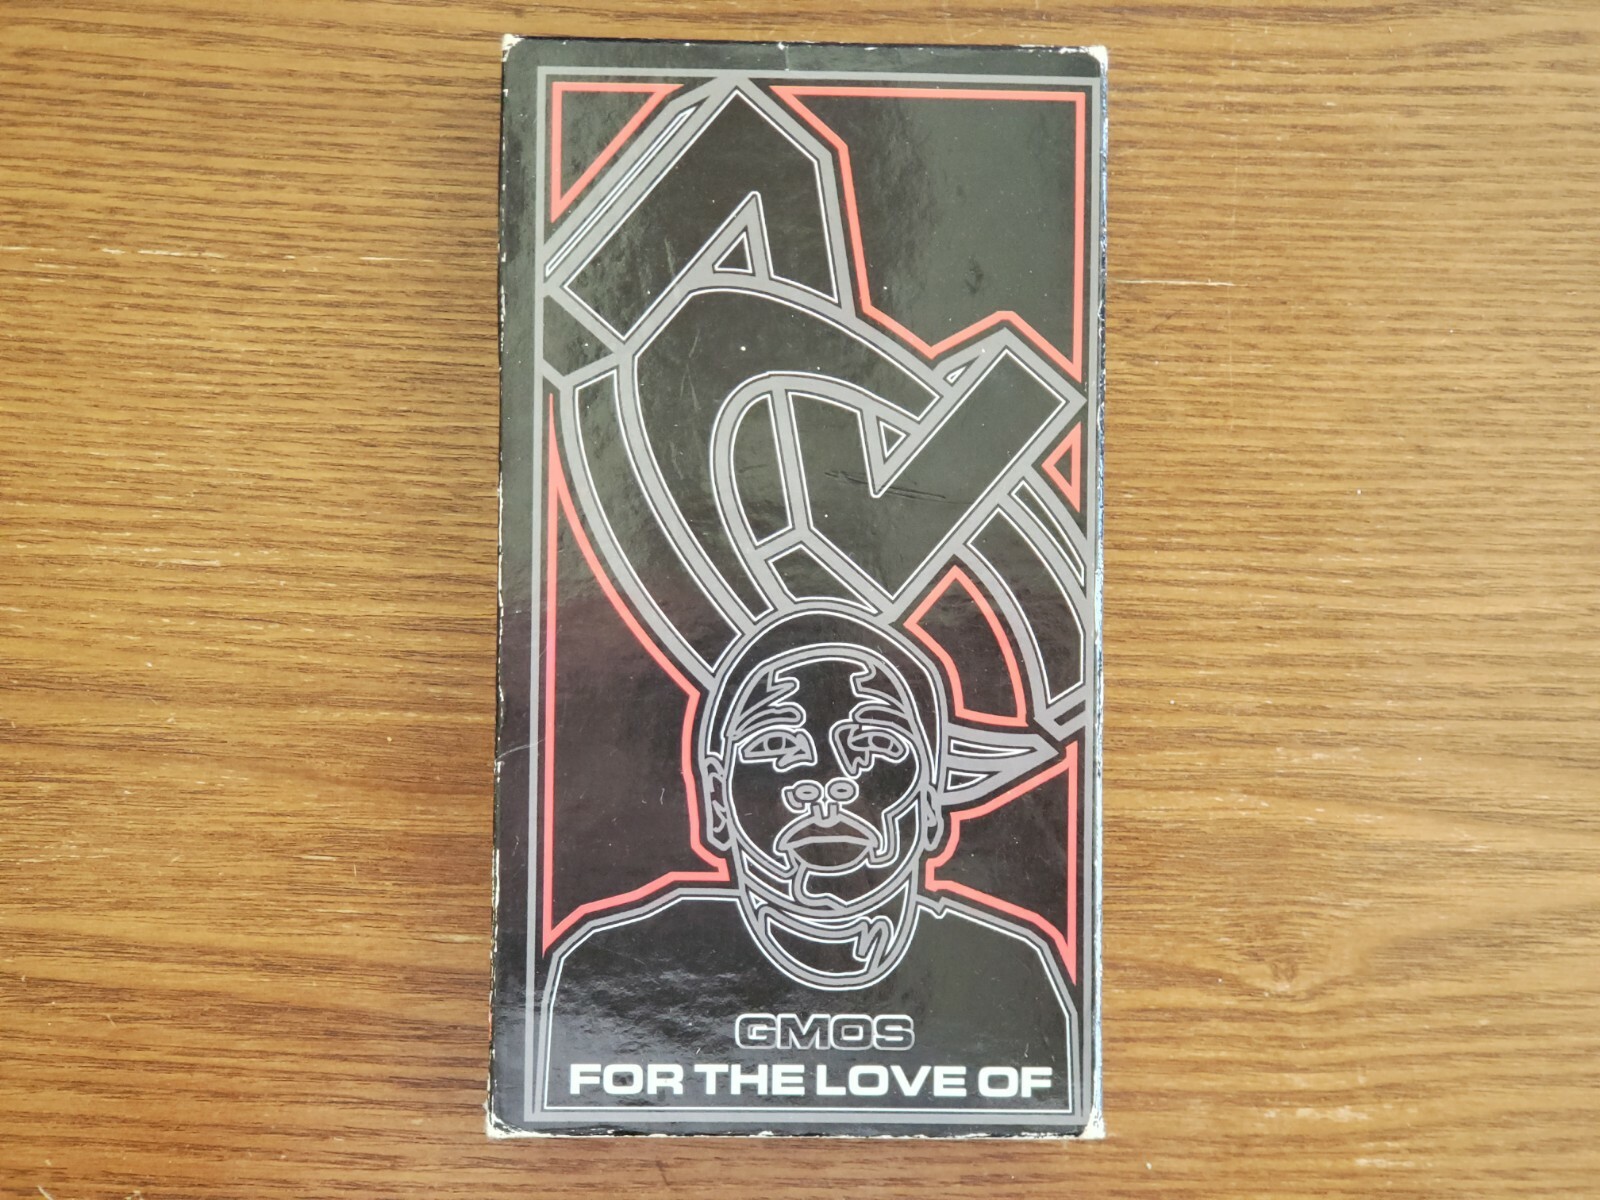 GMOS
FOR THE LOVE OF